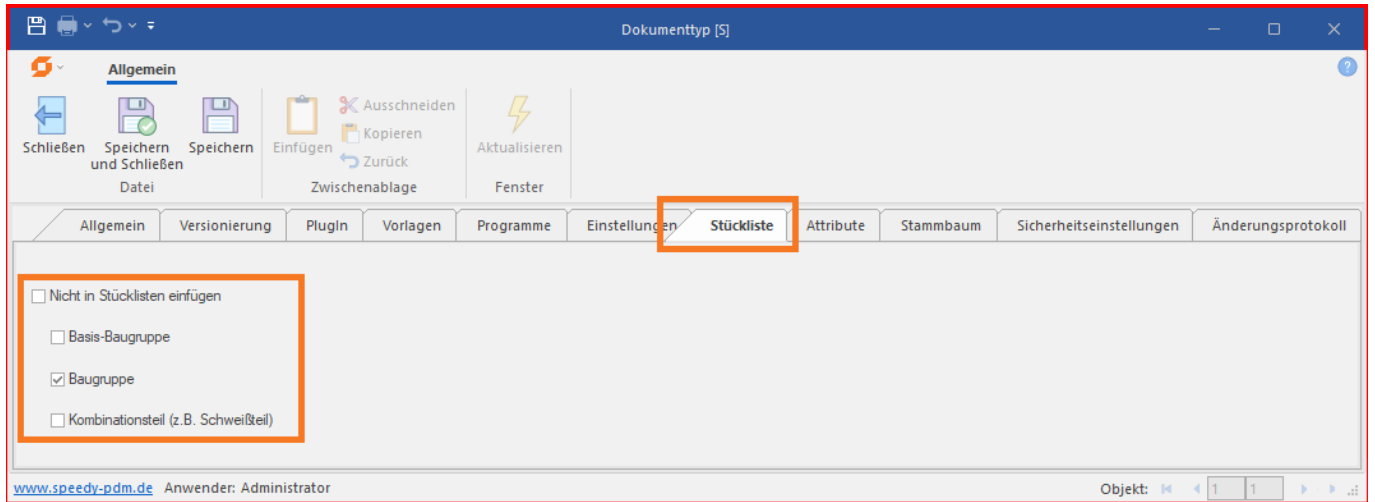 Dokumenttyp [S]
Allgemein
Schließen
Speichern
und Schließen
Speichern
Einfügen
Ausschneiden
Kopieren
Zurück
Aktualisieren
Datei
Zwischenablage
Fenster
Allgemein Versionierung PlugIn Vorlagen Programme Einstellungen Stückliste Attribute Stammbaum Sicherheitseinstellungen Änderungsprotokoll
Nicht in Stücklisten einfügen
Basis-Baugruppe
Baugruppe
Kombinationsteil (z.B. Schweißteil)
www.speedy-pdm.de Anwender: Administrator Objekt: 1 1